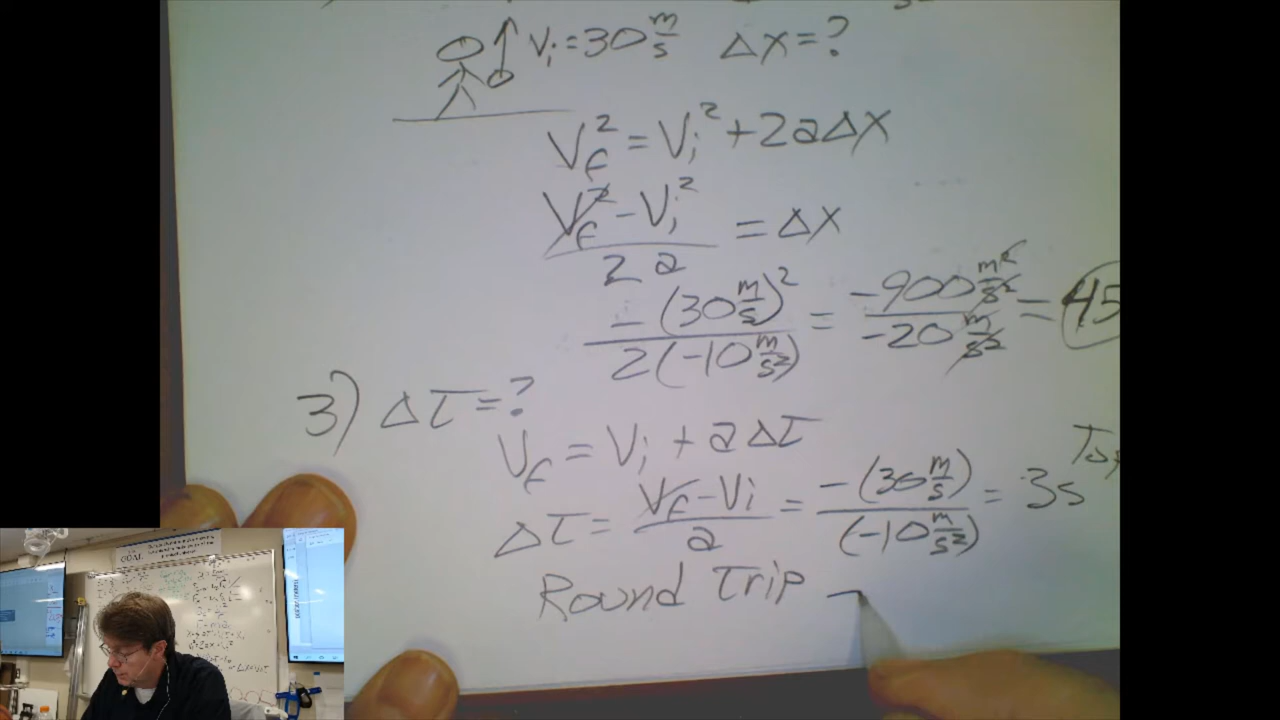 Vi = 30 m/s Δx = ?
Vf² = Vi² + 2aΔx
(Vf² - Vi²) / 2a = Δx
-(30 m/s)² / 2(-10 m/s²) = -900 m²/s² / -20 m/s² = 45
3) Δt = ?
Vf = Vi + aΔt
Δt = (Vf - Vi) / a = -(30 m/s) / (-10 m/s²) = 3s
Round Trip
GOAL